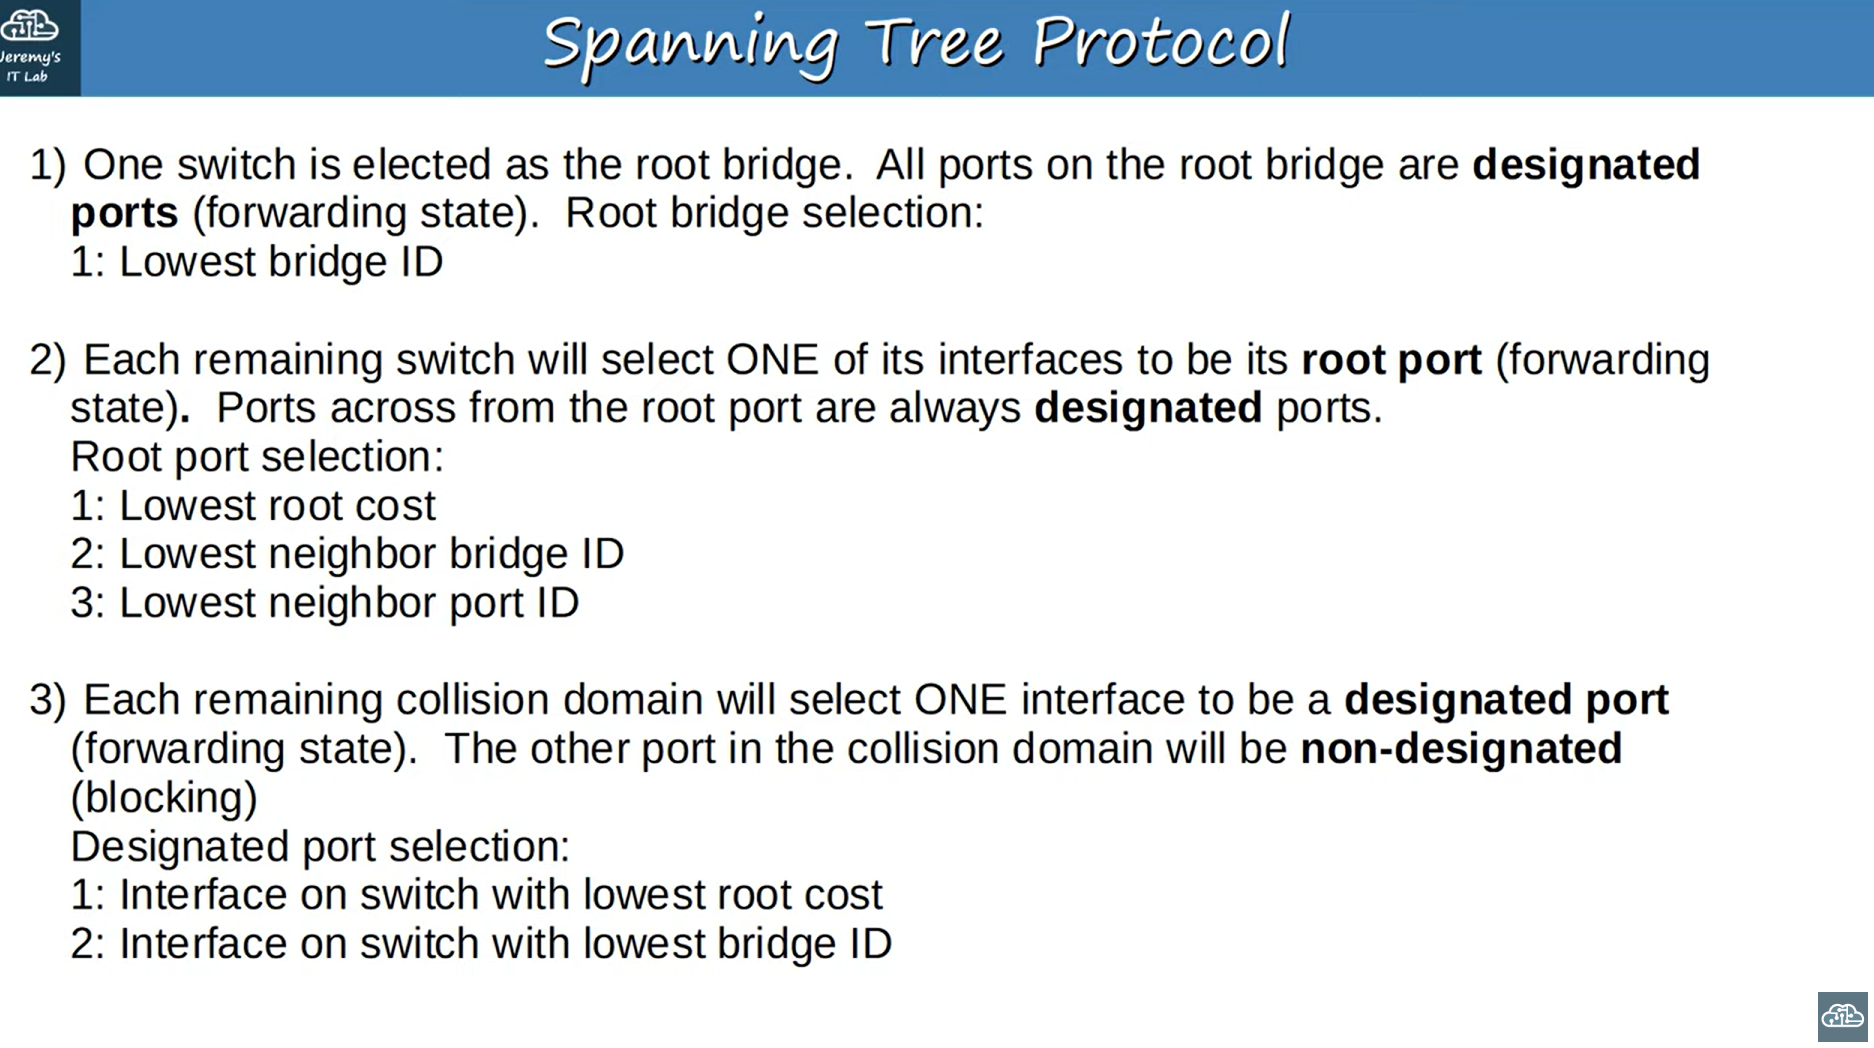 Jeremy's
IT Lab
Spanning Tree Protocol
1) One switch is elected as the root bridge. All ports on the root bridge are designated
ports (forwarding state). Root bridge selection:
1: Lowest bridge ID
2) Each remaining switch will select ONE of its interfaces to be its root port (forwarding
state). Ports across from the root port are always designated ports.
Root port selection:
1: Lowest root cost
2: Lowest neighbor bridge ID
3: Lowest neighbor port ID
3) Each remaining collision domain will select ONE interface to be a designated port
(forwarding state). The other port in the collision domain will be non-designated
(blocking)
Designated port selection:
1: Interface on switch with lowest root cost
2: Interface on switch with lowest bridge ID